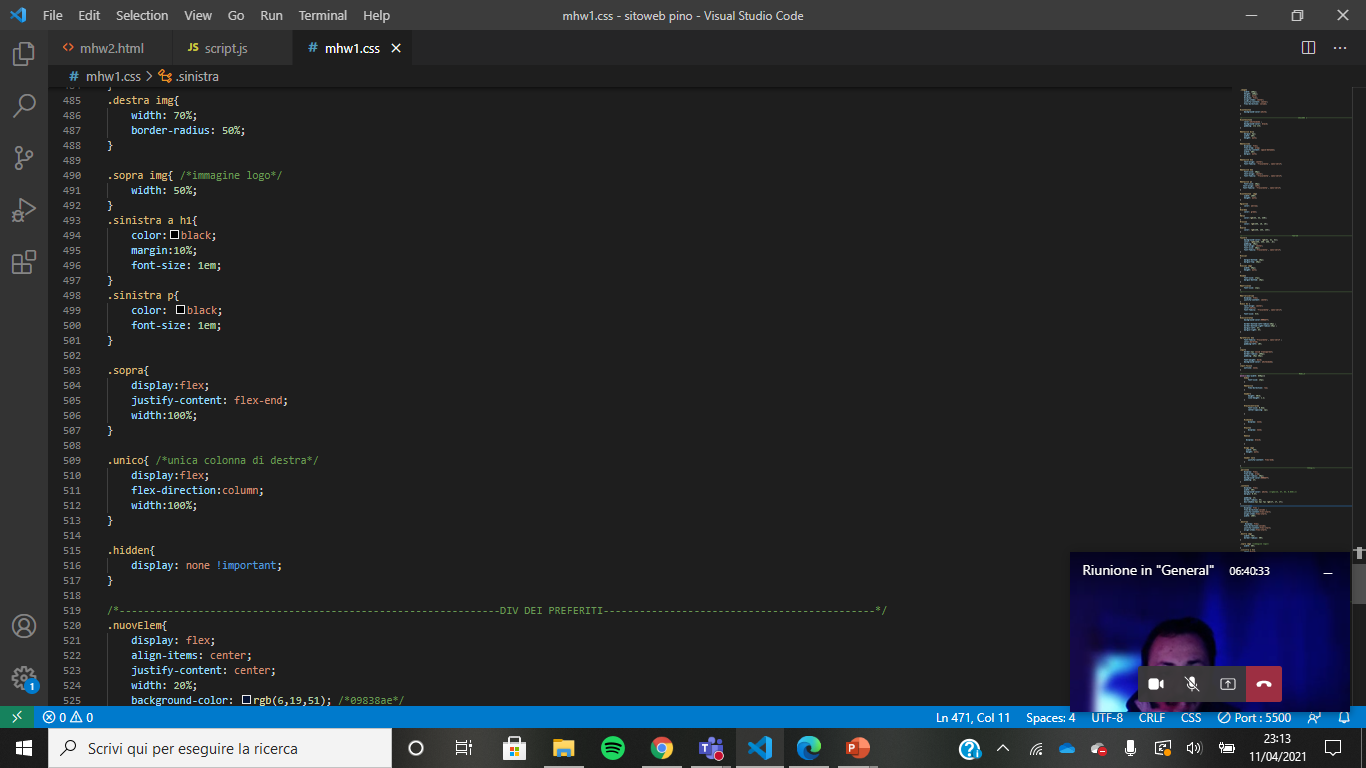 File Edit Selection View Go Run Terminal Help mhw1.css - sitoweb pino - Visual Studio Code
mhw2.html JS script.js # mhw1.css
# mhw1.css > .sinistra
485 .destra img{
486 width: 70%;
487 border-radius: 50%;
488 }
489
490 .sopra img{ /*immagine logo*/
491 width: 50%;
492 }
493 .sinistra a h1{
494 color: black;
495 margin:10%;
496 font-size: 1em;
497 }
498 .sinistra p{
499 color: black;
500 font-size: 1em;
501 }
502
503 .sopra{
504 display:flex;
505 justify-content: flex-end;
506 width:100%;
507 }
508
509 .unico{ /*unica colonna di destra*/
510 display:flex;
511 flex-direction:column;
512 width:100%;
513 }
514
515 .hidden{
516 display: none !important;
517 }
518
519 /*---------------------------------------------------------------DIV DEI PREFERITI---------------------------------------------*/
520 .nuovElem{
521 display: flex;
522 align-items: center;
523 justify-content: center;
524 width: 20%;
525 background-color: rgb(6,19,51); /*09838ae*/
Riunione in "General" 06:40:33
1
0 0 Ln 471, Col 11 Spaces: 4 UTF-8 CRLF CSS Port : 5500
Scrivi qui per eseguire la ricerca
23:13
11/04/2021